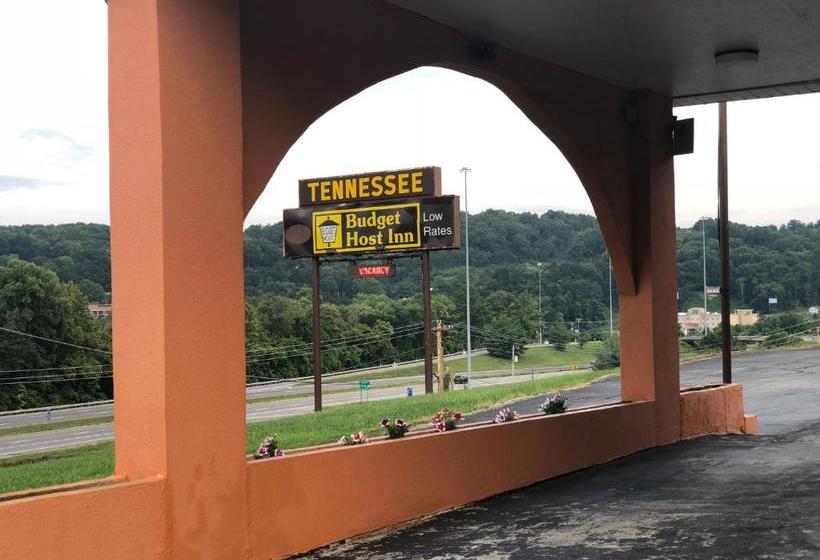 TENNESSEE
Budget
Host Inn
Low
Rates
VACANCY